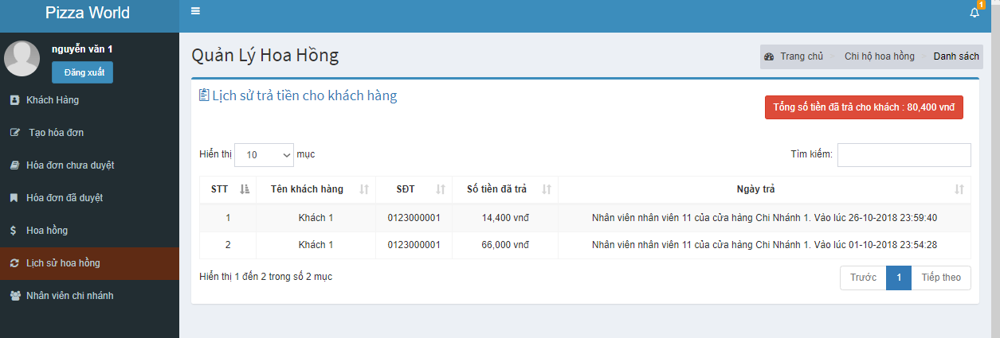 Pizza World
1
nguyễn văn 1
Đăng xuất
Khách Hàng
Tạo hóa đơn
Hóa đơn chưa duyệt
Hóa đơn đã duyệt
Hoa hồng
Lịch sử hoa hồng
Nhân viên chi nhánh
Quản Lý Hoa Hồng
Trang chủ > Chi hộ hoa hồng > Danh sách
Lịch sử trả tiền cho khách hàng
Tổng số tiền đã trả cho khách : 80,400 vnđ
Hiển thị 10 mục
Tìm kiếm:
STT Tên khách hàng SĐT Số tiền đã trả Ngày trả
1 Khách 1 0123000001 14,400 vnđ Nhân viên nhân viên 11 của cửa hàng Chi Nhánh 1. Vào lúc 26-10-2018 23:59:40
2 Khách 1 0123000001 66,000 vnđ Nhân viên nhân viên 11 của cửa hàng Chi Nhánh 1. Vào lúc 01-10-2018 23:54:28
Hiển thị 1 đến 2 trong số 2 mục
Trước 1 Tiếp theo